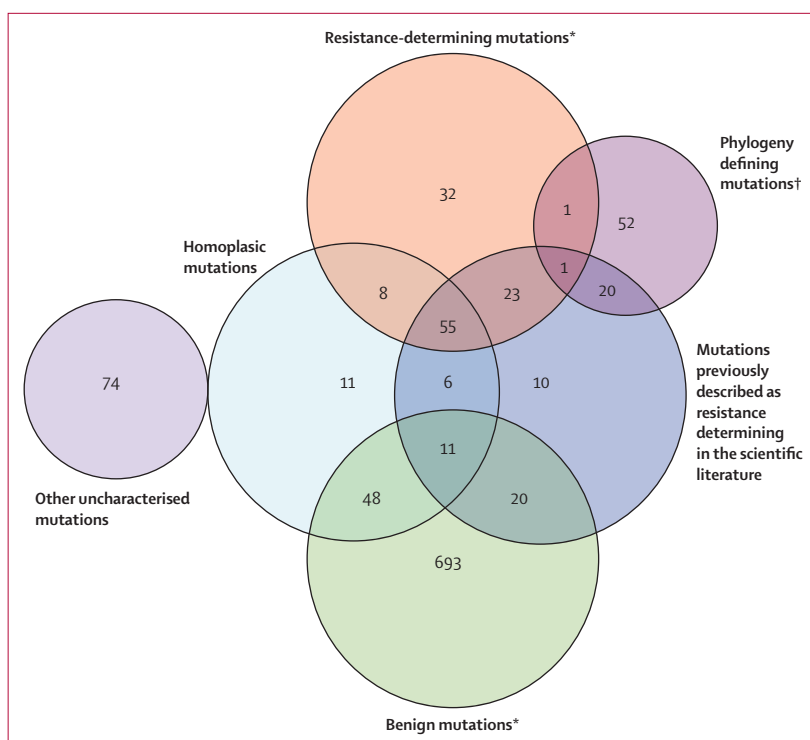 Resistance-determining mutations*
Phylogeny
defining
mutations†
32
1
52
Homoplasic
mutations
8
23
1
20
55
74
11
6
10
Mutations
previously
described as
resistance
determining
in the scientific
literature
11
Other uncharacterised
mutations
48
20
693
Benign mutations*